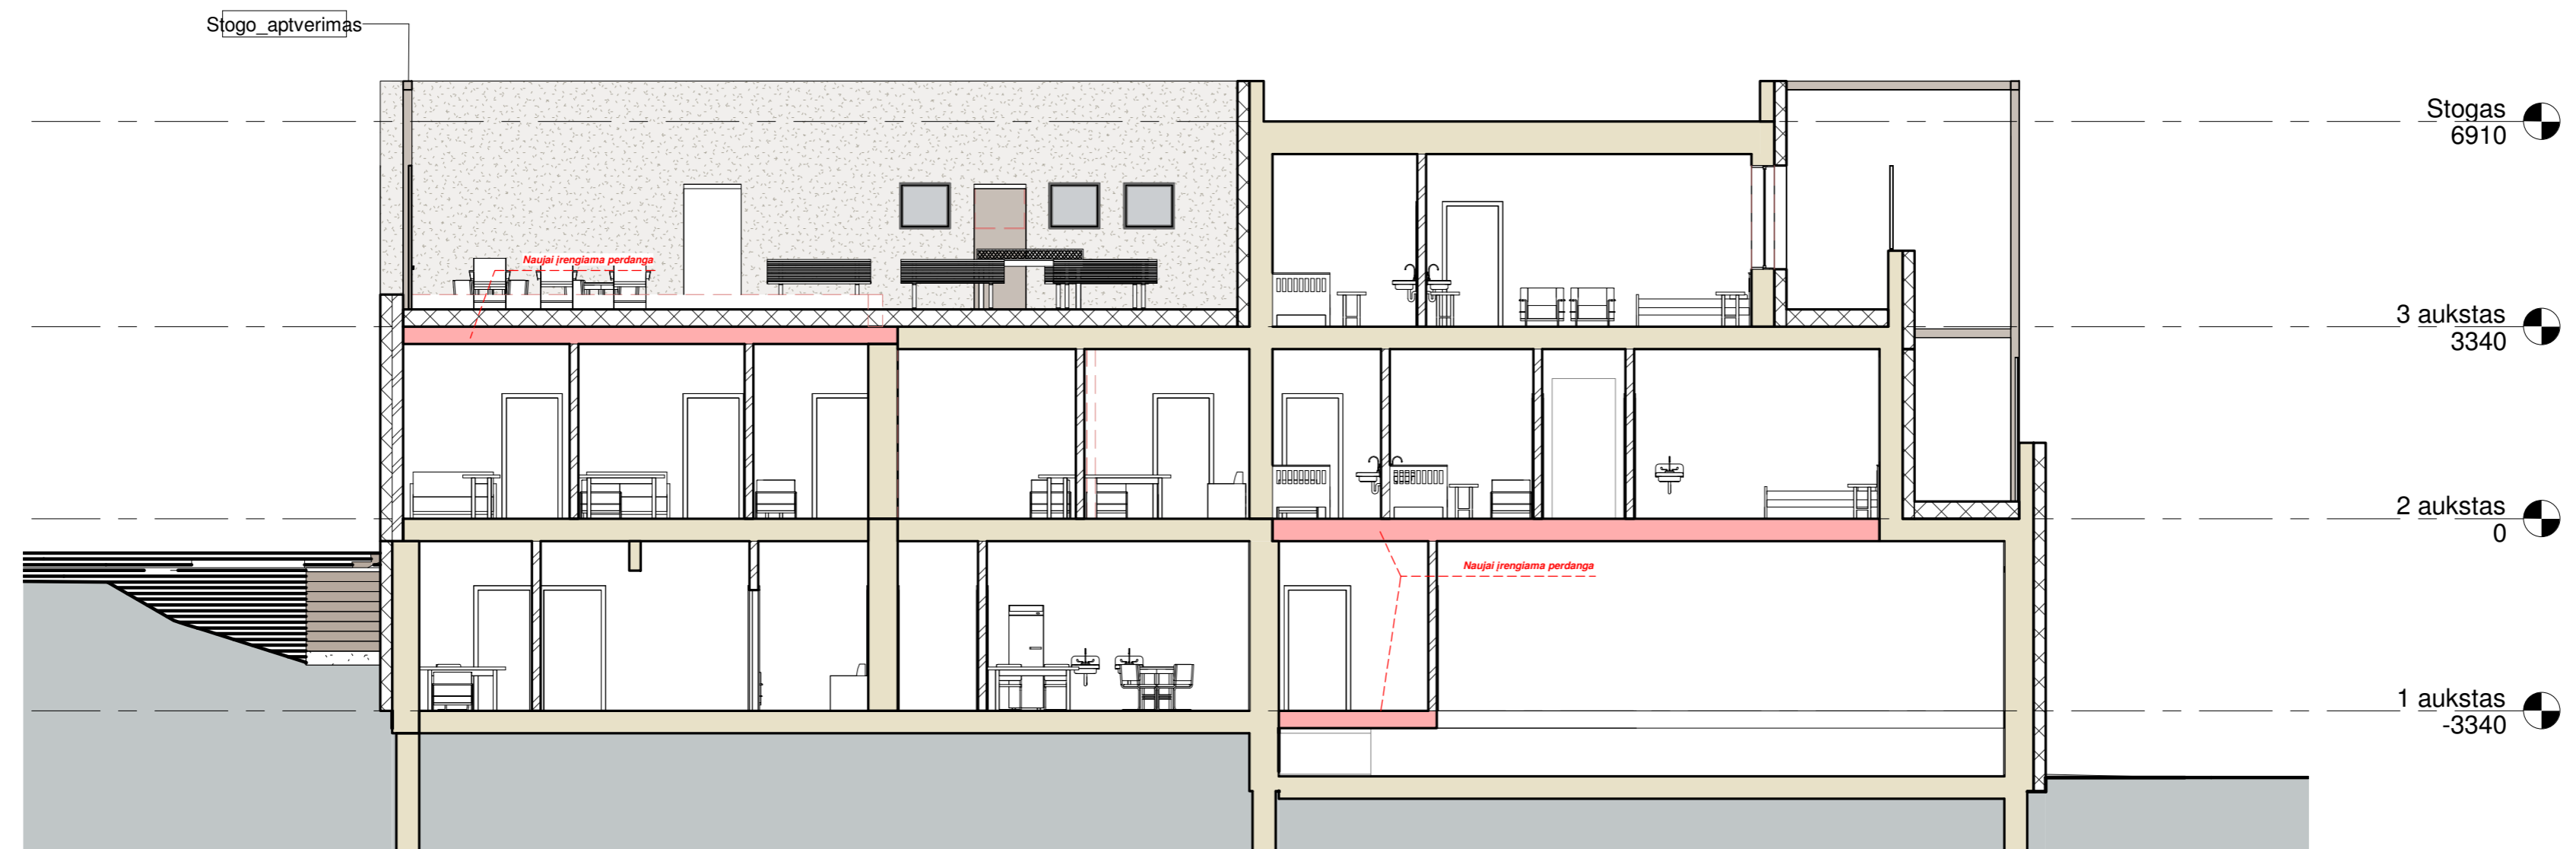 Stogo_aptverimas
Stogas
6910
Naujai įrengiama perdanga
3 aukstas
3340
2 aukstas
0
Naujai įrengiama perdanga
1 aukstas
-3340